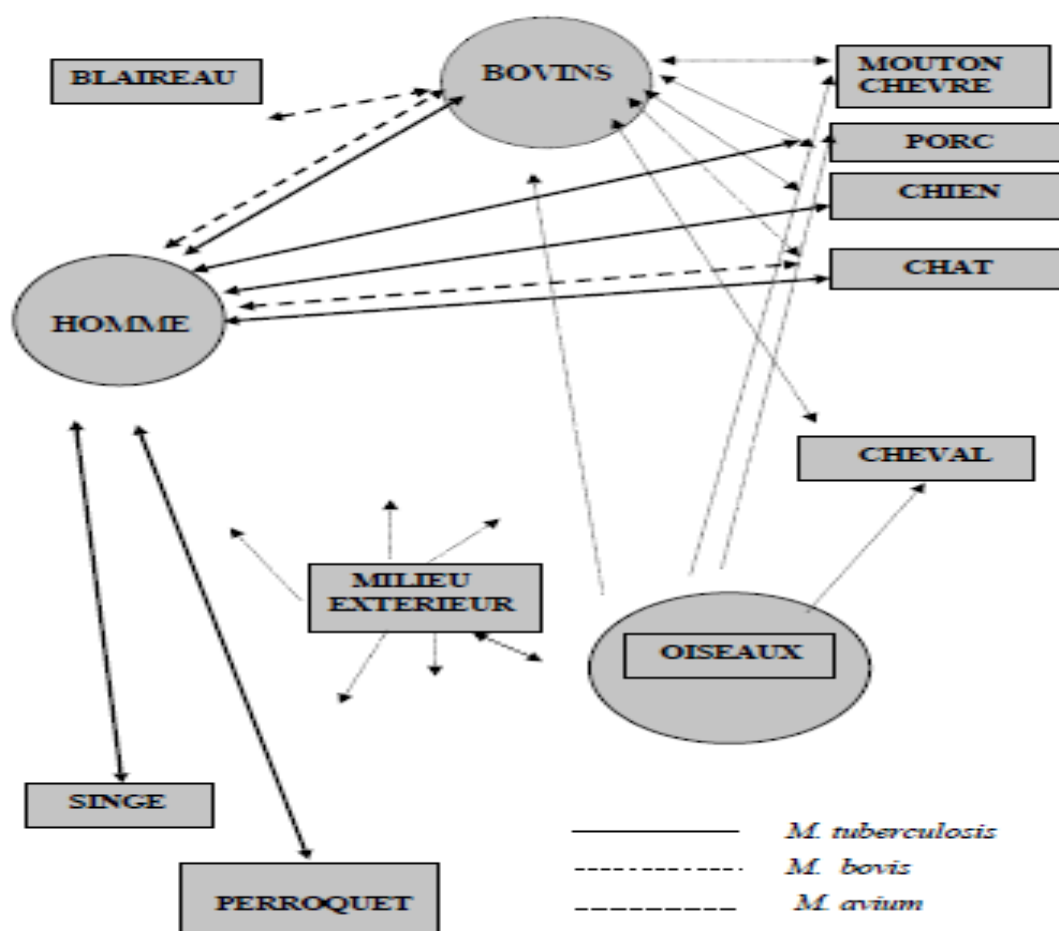 BOVINS
BLAIREAU
MOUTON
CHEVRE
PORC
CHIEN
CHAT
HOMME
CHEVAL
MILIEU
EXTERIEUR
OISEAUX
SINGE
PERROQUET
M. tuberculosis
M. bovis
M. avium